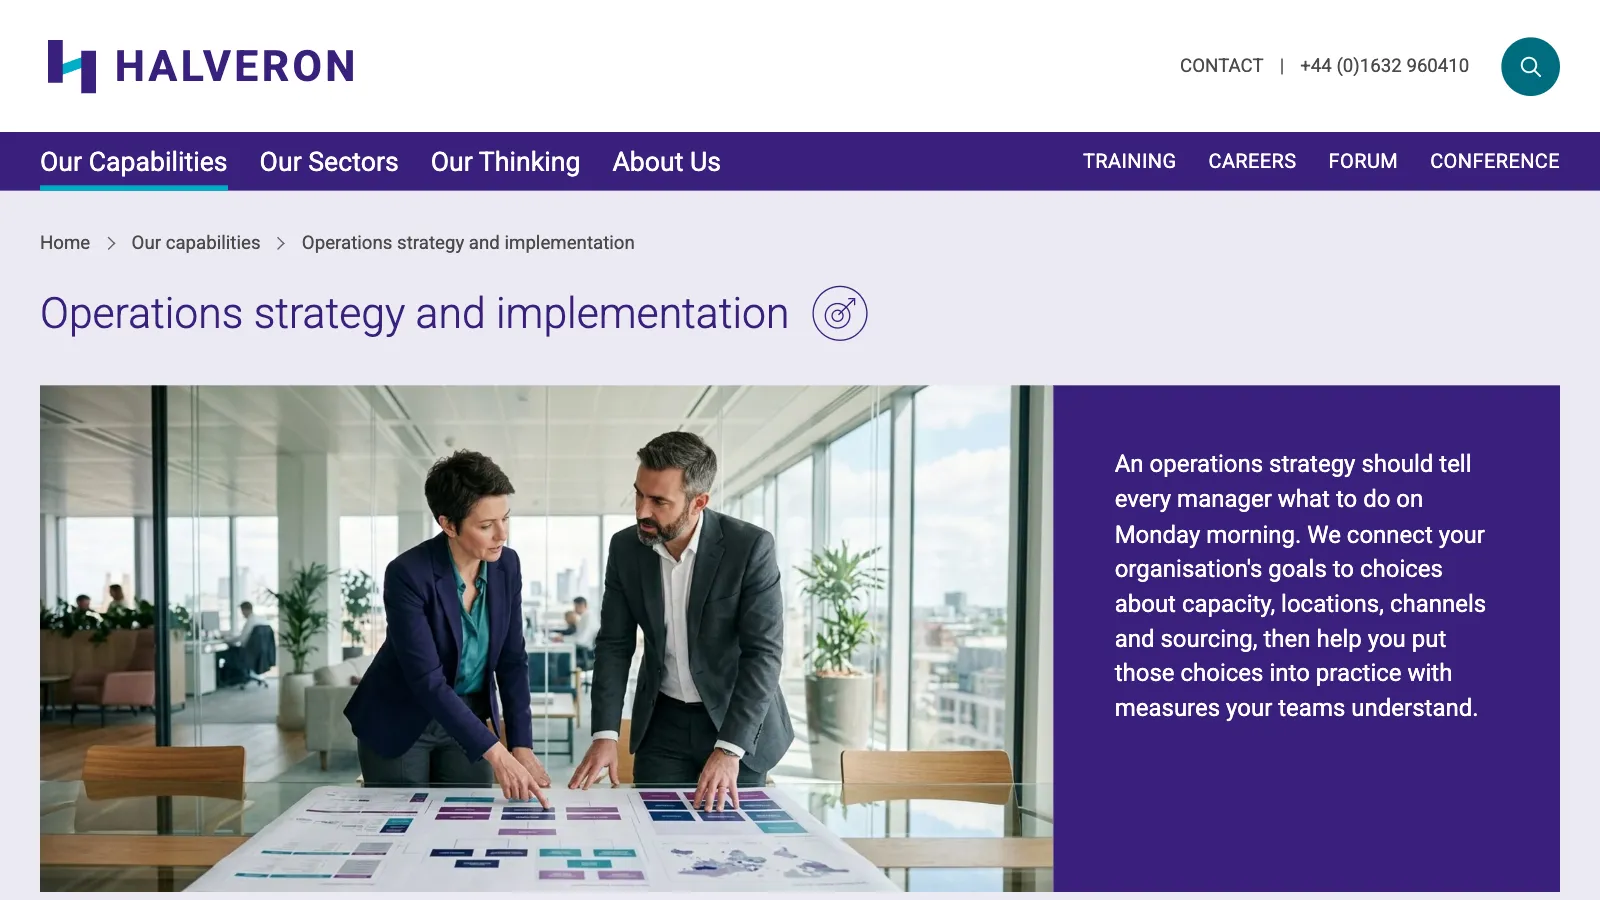 HALVERON
CONTACT | +44 (0)1632 960410
Our Capabilities Our Sectors Our Thinking About Us
TRAINING CAREERS FORUM CONFERENCE
Home > Our capabilities > Operations strategy and implementation
Operations strategy and implementation
An operations strategy should tell
every manager what to do on
Monday morning. We connect your
organisation's goals to choices
about capacity, locations, channels
and sourcing, then help you put
those choices into practice with
measures your teams understand.